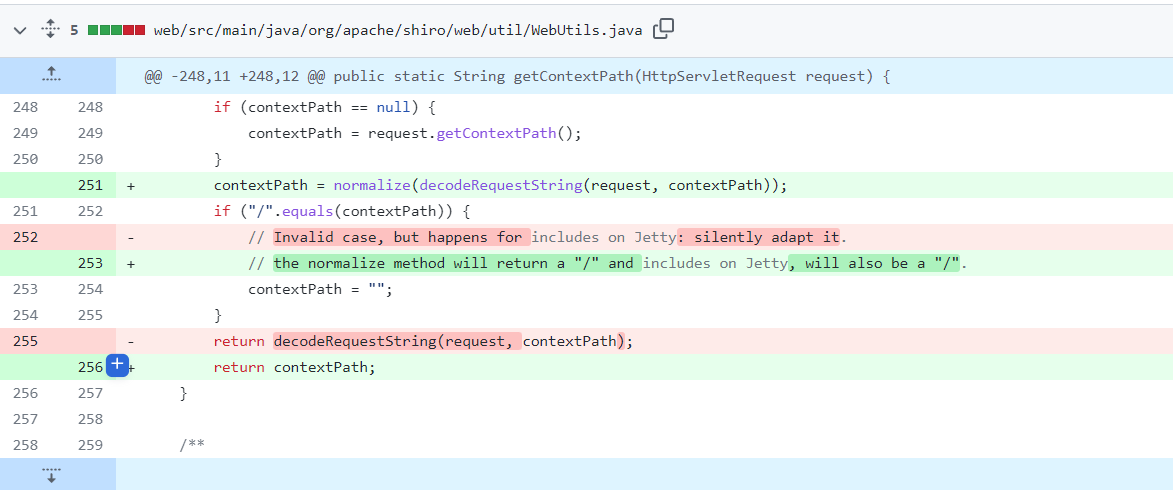 5 web/src/main/java/org/apache/shiro/web/util/WebUtils.java
@@ -248,11 +248,12 @@ public static String getContextPath(HttpServletRequest request) {
248 248 if (contextPath == null) {
249 249 contextPath = request.getContextPath();
250 250 }
251 + contextPath = normalize(decodeRequestString(request, contextPath));
251 252 if ("/".equals(contextPath)) {
252 - // Invalid case, but happens for includes on Jetty: silently adapt it.
253 + // the normalize method will return a "/" and includes on Jetty, will also be a "/".
253 254 contextPath = "";
254 255 }
255 - return decodeRequestString(request, contextPath);
256 + return contextPath;
256 257 }
257 258
258 259 /**